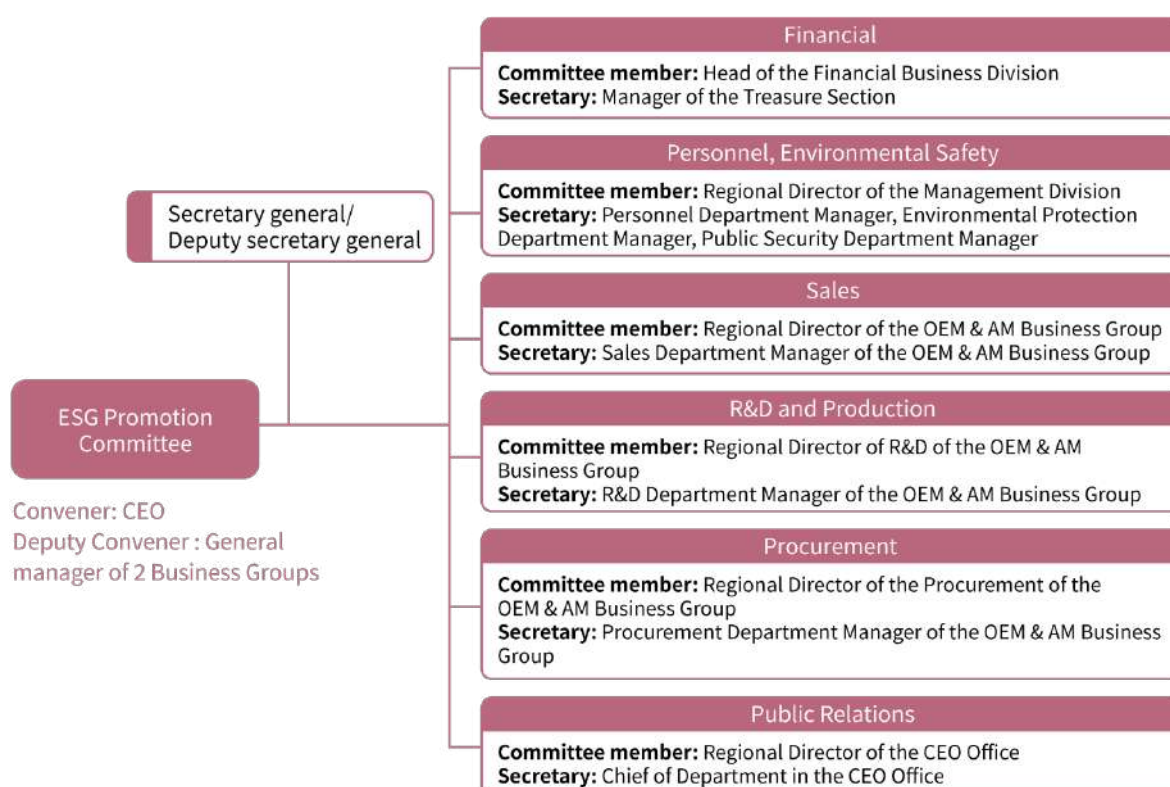 Financial
Committee member: Head of the Financial Business Division
Secretary: Manager of the Treasure Section
Personnel, Environmental Safety
Committee member: Regional Director of the Management Division
Secretary: Personnel Department Manager, Environmental Protection
Department Manager, Public Security Department Manager
Secretary general/
Deputy secretary general
Sales
Committee member: Regional Director of the OEM & AM Business Group
Secretary: Sales Department Manager of the OEM & AM Business Group
ESG Promotion
Committee
Convener: CEO
Deputy Convener : General
manager of 2 Business Groups
R&D and Production
Committee member: Regional Director of R&D of the OEM & AM
Business Group
Secretary: R&D Department Manager of the OEM & AM Business Group
Procurement
Committee member: Regional Director of the Procurement of the
OEM & AM Business Group
Secretary: Procurement Department Manager of the OEM & AM Business
Group
Public Relations
Committee member: Regional Director of the CEO Office
Secretary: Chief of Department in the CEO Office